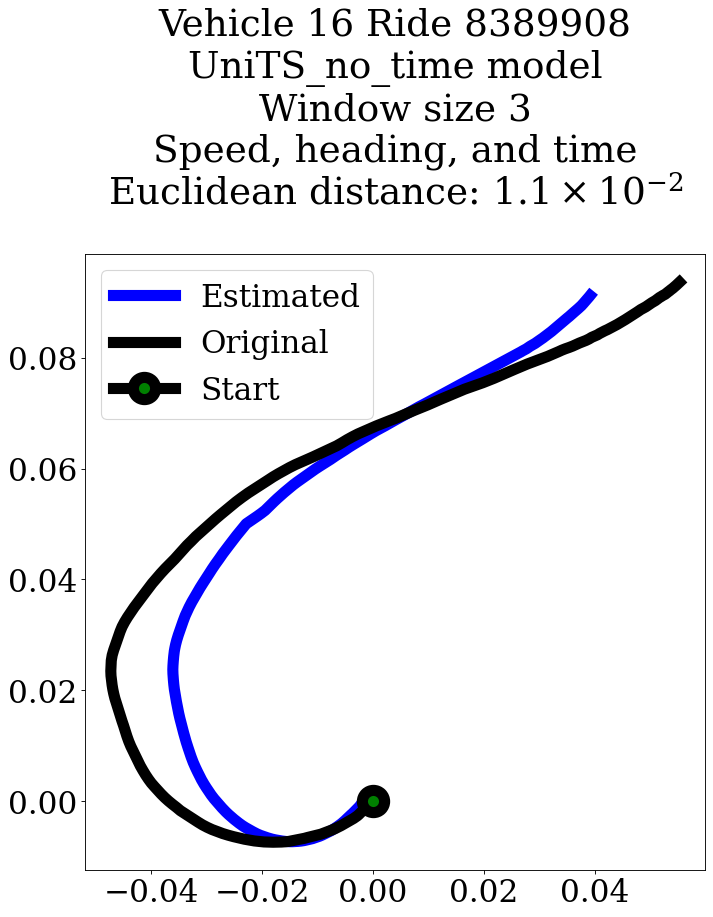 Vehicle 16 Ride 8389908
UniTS_no_time model
Window size 3
Speed, heading, and time
Euclidean distance: 1.1 × 10⁻²
Estimated
Original
Start
0.08
0.06
0.04
0.02
0.00
−0.04 −0.02 0.00 0.02 0.04